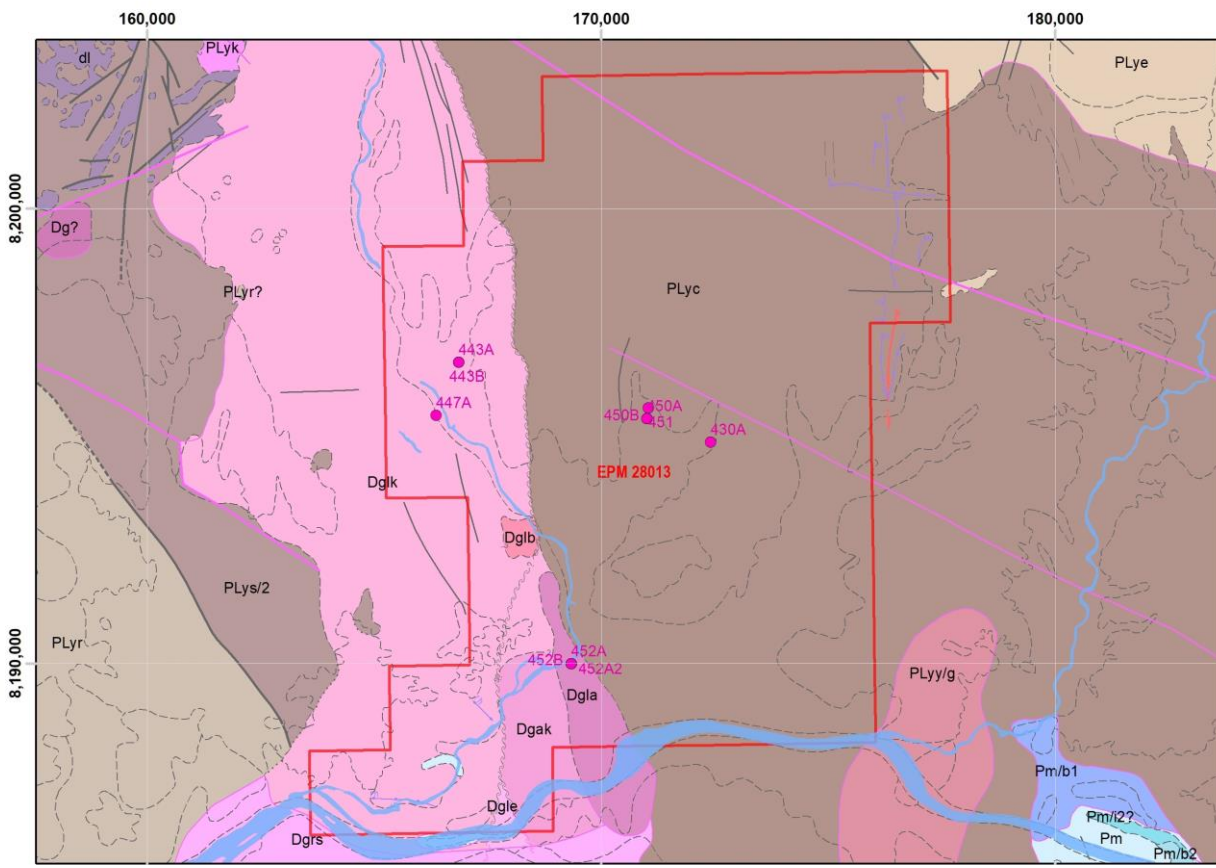 160,000
170,000
180,000
PLyk
dl
PLye
8,200,000
Dg?
PLyr?
PLyc
443A
443B
447A
450A
450B
451
430A
EPM 28013
Dglk
Dglb
PLys/2
PLyr
8,190,000
452A
452B
452A2
Dgla
PLyy/g
Dgak
Pm/b1
Dgle
Pm/i2?
Dgrs
Pm
Pm/b2